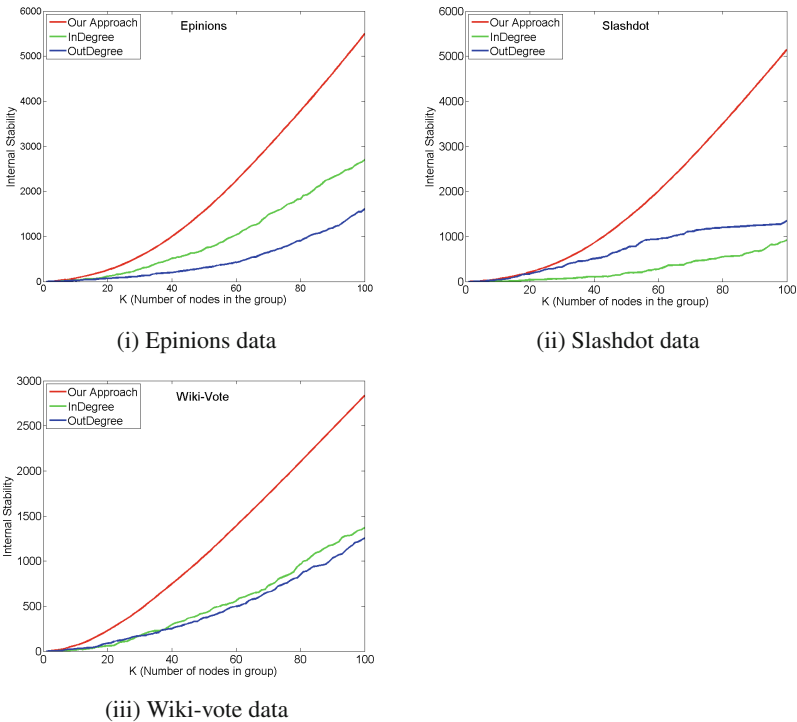 Epinions
Our Approach
InDegree
OutDegree
Internal Stability
6000
5000
4000
3000
2000
1000
0
0 20 40 60 80 100
K (Number of nodes in the group)
(i) Epinions data
Slashdot
Our Approach
InDegree
OutDegree
Internal Stability
6000
5000
4000
3000
2000
1000
0
0 20 40 60 80 100
K (Number of nodes in the group)
(ii) Slashdot data
Wiki-Vote
Our Approach
InDegree
OutDegree
Internal Stability
3000
2500
2000
1500
1000
500
0
0 20 40 60 80 100
K (Number of nodes in group)
(iii) Wiki-vote data